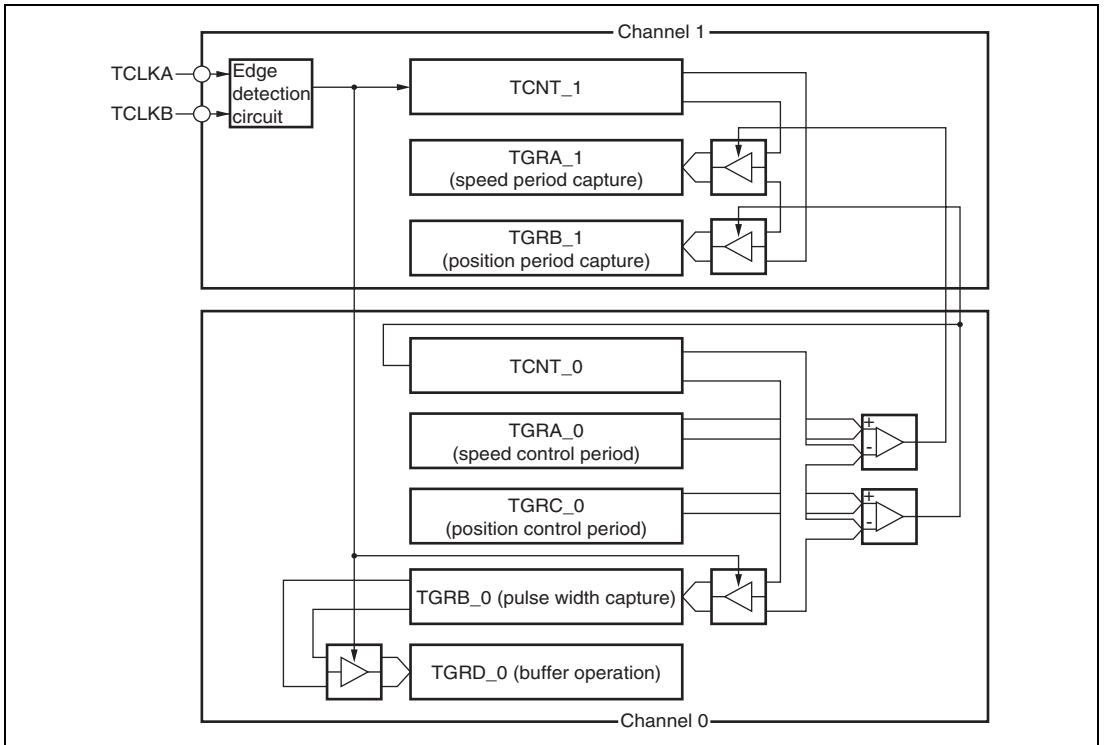 Channel 1
TCLKA
TCLKB
Edge
detection
circuit
TCNT_1
TGRA_1
(speed period capture)
TGRB_1
(position period capture)
TCNT_0
TGRA_0
(speed control period)
TGRC_0
(position control period)
+
-
+
-
TGRB_0 (pulse width capture)
TGRD_0 (buffer operation)
Channel 0